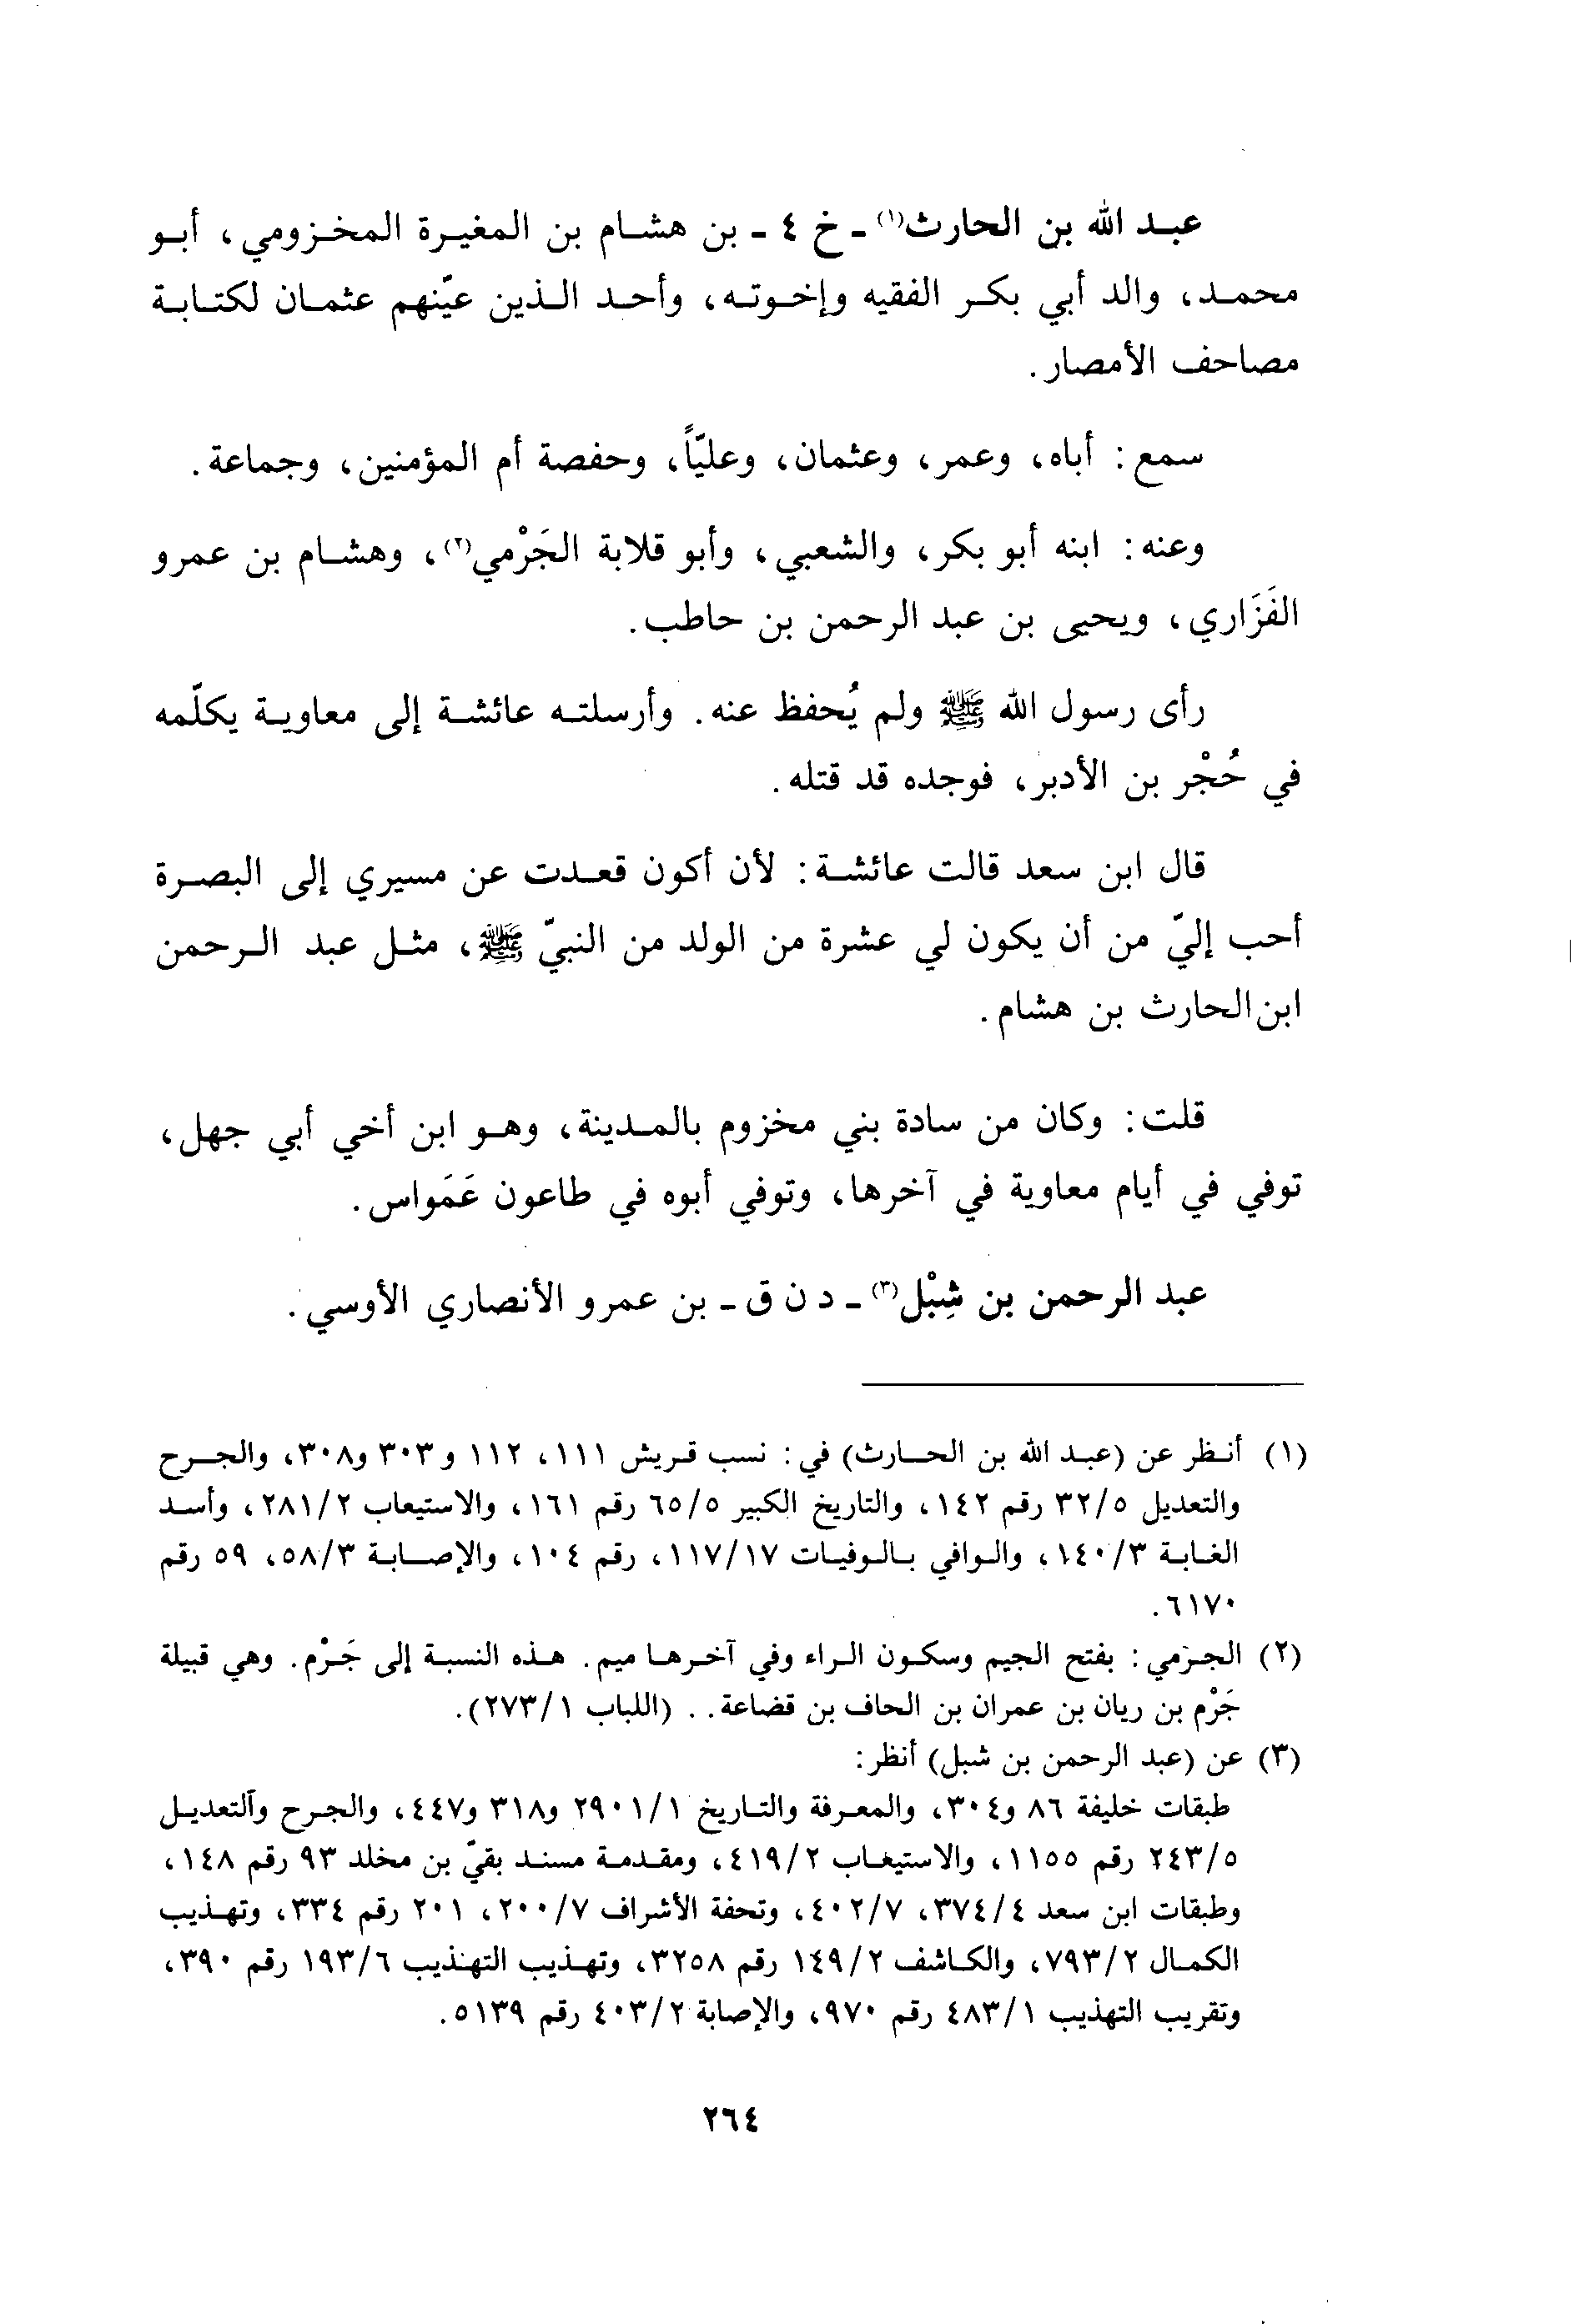 عبد الله بن الحارث(١) - خ ٤ - بن هشام بن المغيرة المخزومي، أبو
محمد، والد أبي بكر الفقيه وإخوته، وأحد الذين عيّنهم عثمان لكتابة
مصاحف الأمصار.
سمع: أباه، وعمر، وعثمان، وعليّاً، وحفصة أم المؤمنين، وجماعة.
وعنه: ابنه أبو بكر، والشعبي، وأبو قلابة الجَرْمي(٢)، وهشام بن عمرو
الفَزَاري، ويحيى بن عبد الرحمن بن حاطب.
رأى رسول الله ﷺ ولم يُحفظ عنه. وأرسلته عائشة إلى معاوية يكلّمه
في حُجْر بن الأدبر، فوجده قد قتله.
قال ابن سعد قالت عائشة: لأن أكون قعدت عن مسيري إلى البصرة
أحب إليّ من أن يكون لي عشرة من الولد من النبيّ ﷺ، مثل عبد الرحمن
ابن الحارث بن هشام.
قلت: وكان من سادة بني مخزوم بالمدينة، وهو ابن أخي أبي جهل،
توفي في أيام معاوية في آخرها، وتوفي أبوه في طاعون عَمَواس.
عبد الرحمن بن شِبْل(٣) - د ن ق - بن عمرو الأنصاري الأوسي.
(١) أنظر عن (عبد الله بن الحارث) في: نسب قريش ١١١، ١١٢ و٣٠٣ و٣٠٨، والجرح
والتعديل ٣٢/٥ رقم ١٤٢، والتاريخ الكبير ٦٥/٥ رقم ١٦١، والاستيعاب ٢٨١/٢، وأسد
الغابة ١٤٠/٣، والوافي بالوفيات ١١٧/١٧، رقم ١٠٤، والإصابة ٥٨/٣، ٥٩ رقم
٦١٧٠.
(٢) الجرمي: بفتح الجيم وسكون الراء وفي آخرها ميم. هذه النسبة إلى جَرْم. وهي قبيلة
جَرْم بن ريان بن عمران بن الحاف بن قضاعة.. (اللباب ٢٧٣/١).
(٣) عن (عبد الرحمن بن شبل) أنظر:
طبقات خليفة ٨٦ و٣٠٤، والمعرفة والتاريخ ٢٩٠١/١ و٣١٨ و٤٤٧، والجرح والتعديل
٢٤٣/٥ رقم ١١٥٥، والاستيعاب ٤١٩/٢، ومقدمة مسند بقيّ بن مخلد ٩٣ رقم ١٤٨،
وطبقات ابن سعد ٣٧٤/٤، ٤٠٢/٧، وتحفة الأشراف ٢٠٠/٧، ٢٠١ رقم ٣٣٤، وتهذيب
الكمال ٧٩٣/٢، والكاشف ١٤٩/٢ رقم ٣٢٥٨، وتهذيب التهذيب ١٩٣/٦ رقم ٣٩٠،
وتقريب التهذيب ٤٨٣/١ رقم ٩٧٠، والإصابة ٤٠٣/٢ رقم ٥١٣٩.
٢٦٤